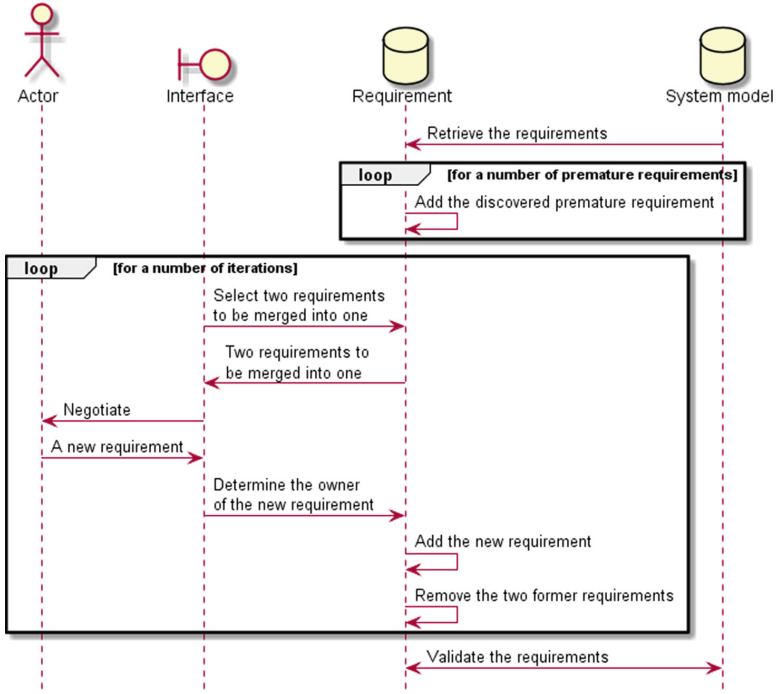 Actor
Interface
Requirement
System model
Retrieve the requirements
loop
[for a number of premature requirements]
Add the discovered premature requirement
loop
[for a number of iterations]
Select two requirements
to be merged into one
Two requirements to
be merged into one
Negotiate
A new requirement
Determine the owner
of the new requirement
Add the new requirement
Remove the two former requirements
Validate the requirements